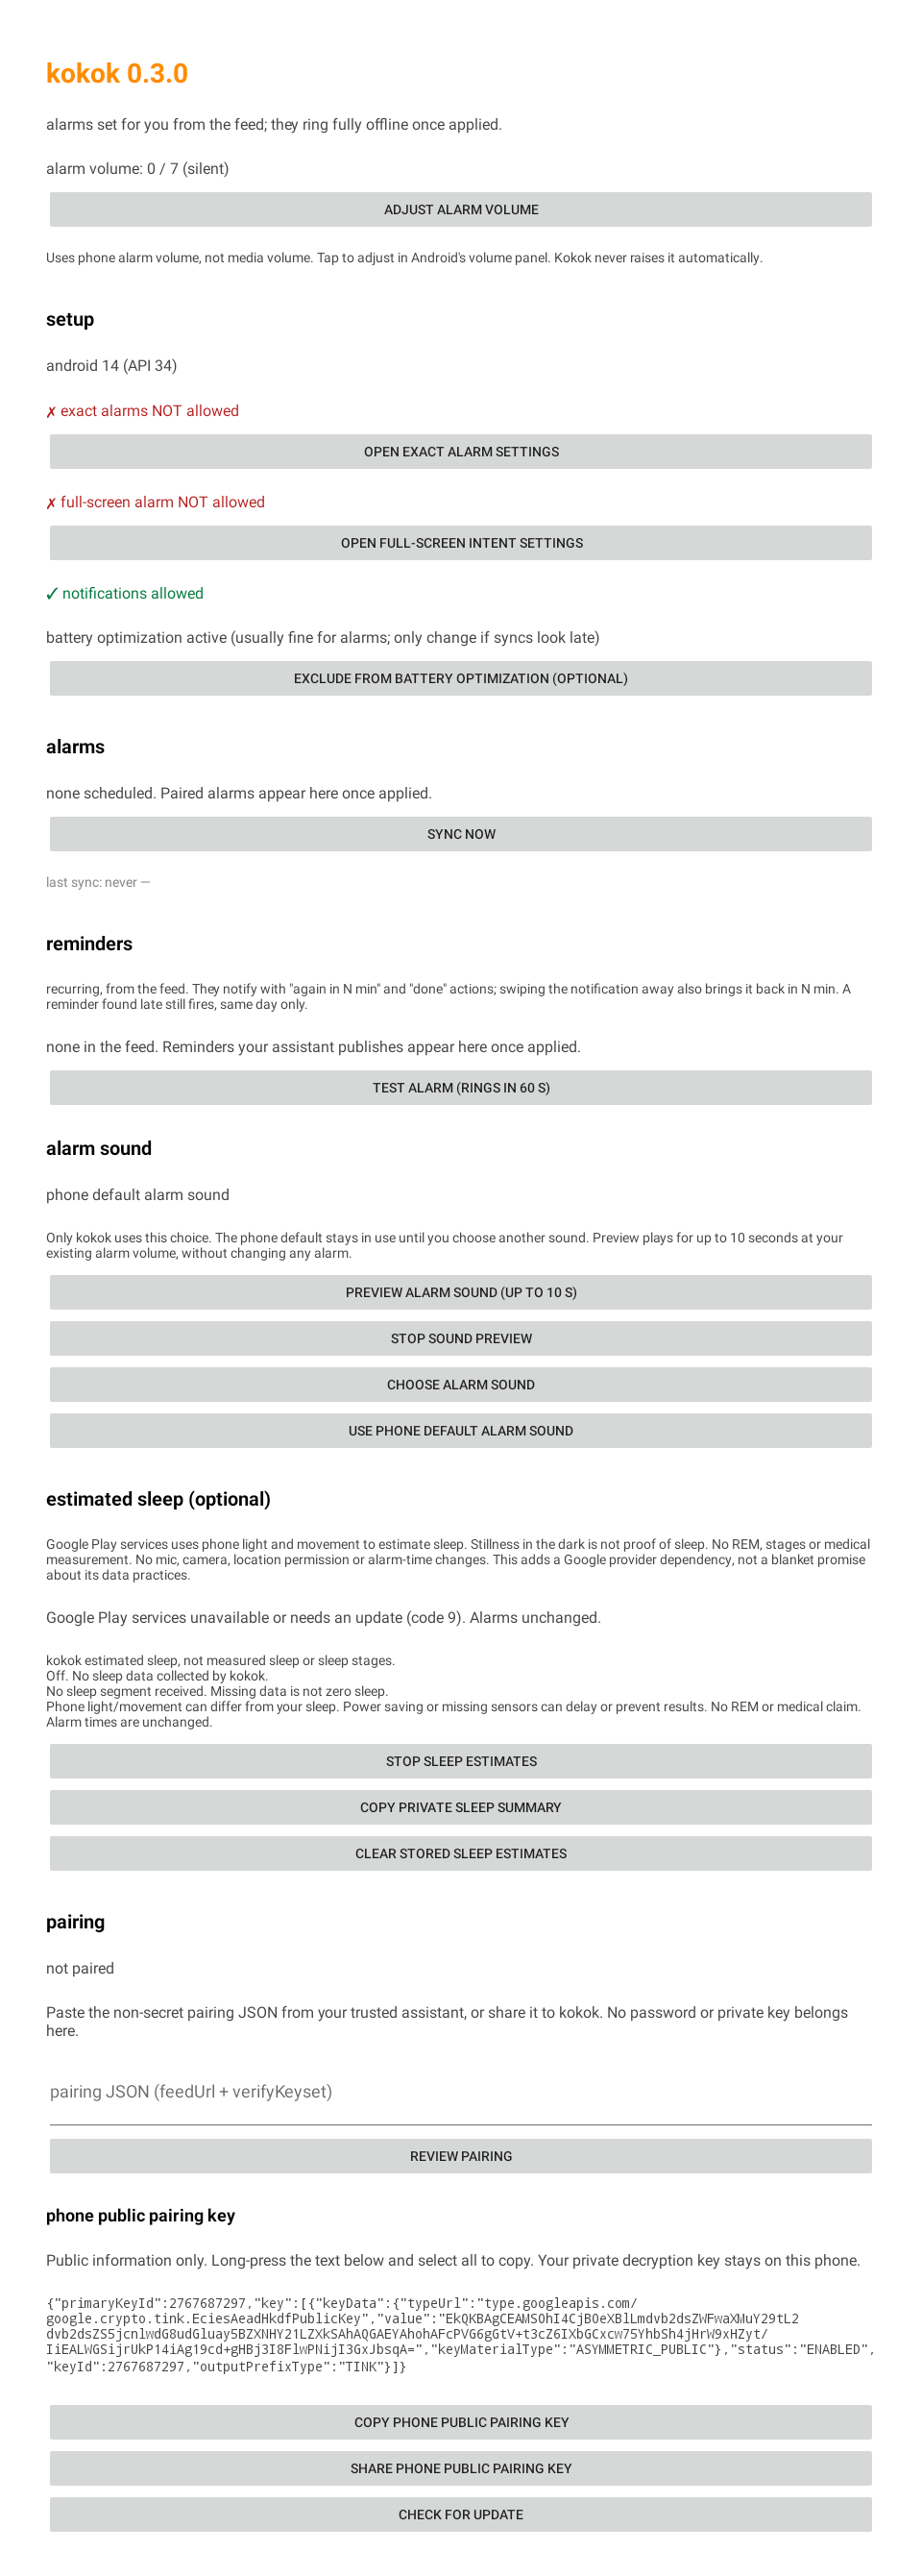 kokok 0.3.0
alarms set for you from the feed; they ring fully offline once applied.
alarm volume: 0 / 7 (silent)
ADJUST ALARM VOLUME
Uses phone alarm volume, not media volume. Tap to adjust in Android's volume panel. Kokok never raises it automatically.
setup
android 14 (API 34)
✗ exact alarms NOT allowed
OPEN EXACT ALARM SETTINGS
✗ full-screen alarm NOT allowed
OPEN FULL-SCREEN INTENT SETTINGS
✓ notifications allowed
battery optimization active (usually fine for alarms; only change if syncs look late)
EXCLUDE FROM BATTERY OPTIMIZATION (OPTIONAL)
alarms
none scheduled. Paired alarms appear here once applied.
SYNC NOW
last sync: never —
reminders
recurring, from the feed. They notify with "again in N min" and "done" actions; swiping the notification away also brings it back in N min. A
reminder found late still fires, same day only.
none in the feed. Reminders your assistant publishes appear here once applied.
TEST ALARM (RINGS IN 60 S)
alarm sound
phone default alarm sound
Only kokok uses this choice. The phone default stays in use until you choose another sound. Preview plays for up to 10 seconds at your
existing alarm volume, without changing any alarm.
PREVIEW ALARM SOUND (UP TO 10 S)
STOP SOUND PREVIEW
CHOOSE ALARM SOUND
USE PHONE DEFAULT ALARM SOUND
estimated sleep (optional)
Google Play services uses phone light and movement to estimate sleep. Stillness in the dark is not proof of sleep. No REM, stages or medical
measurement. No mic, camera, location permission or alarm-time changes. This adds a Google provider dependency, not a blanket promise
about its data practices.
Google Play services unavailable or needs an update (code 9). Alarms unchanged.
kokok estimated sleep, not measured sleep or sleep stages.
Off. No sleep data collected by kokok.
No sleep segment received. Missing data is not zero sleep.
Phone light/movement can differ from your sleep. Power saving or missing sensors can delay or prevent results. No REM or medical claim.
Alarm times are unchanged.
STOP SLEEP ESTIMATES
COPY PRIVATE SLEEP SUMMARY
CLEAR STORED SLEEP ESTIMATES
pairing
not paired
Paste the non-secret pairing JSON from your trusted assistant, or share it to kokok. No password or private key belongs
here.
pairing JSON (feedUrl + verifyKeyset)
REVIEW PAIRING
phone public pairing key
Public information only. Long-press the text below and select all to copy. Your private decryption key stays on this phone.
{"primaryKeyId":2767687297,"key":[{"keyData":{"typeUrl":"type.googleapis.com/
google.crypto.tink.EciesAeadHkdfPublicKey","value":"EkQKBAgCEAMSOhI4CjB0eXBlLmdvb2dsZWFwaXMuY29tL2
dvb2dsZS5jcnlwdG8udGluay5BZXNHY21LZXkSAhAQGAEYAhohAFcPVG6gGtV+t3cZ6IXbGCxcw75YhbSh4jHrW9xHZyt/
IiEALWGSijrUkP14iAg19cd+gHBj3I8FlwPNijI3GxJbsqA=","keyMaterialType":"ASYMMETRIC_PUBLIC"},"status":"ENABLED",
"keyId":2767687297,"outputPrefixType":"TINK"}]}
COPY PHONE PUBLIC PAIRING KEY
SHARE PHONE PUBLIC PAIRING KEY
CHECK FOR UPDATE